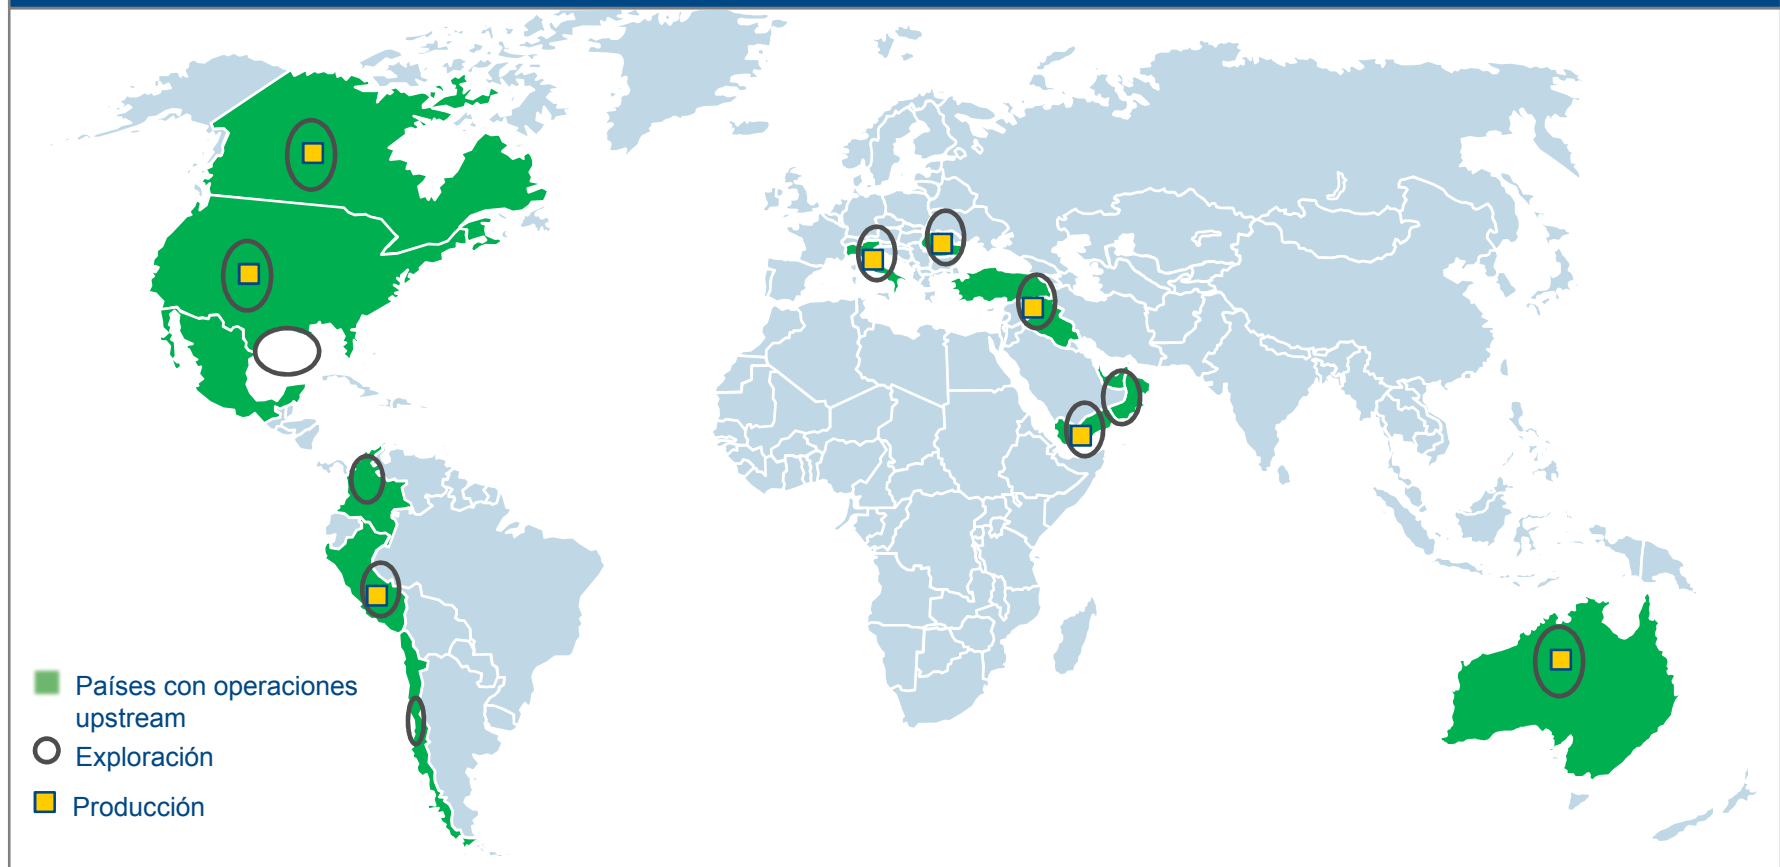 Países con operaciones
upstream
Exploración
Producción